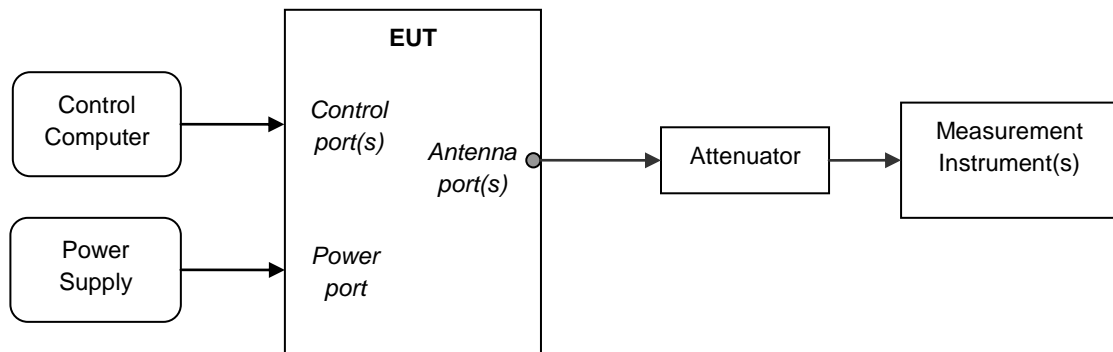 EUT
Control
Computer
Control
port(s)
Antenna
port(s)
Attenuator
Measurement
Instrument(s)
Power
Supply
Power
port